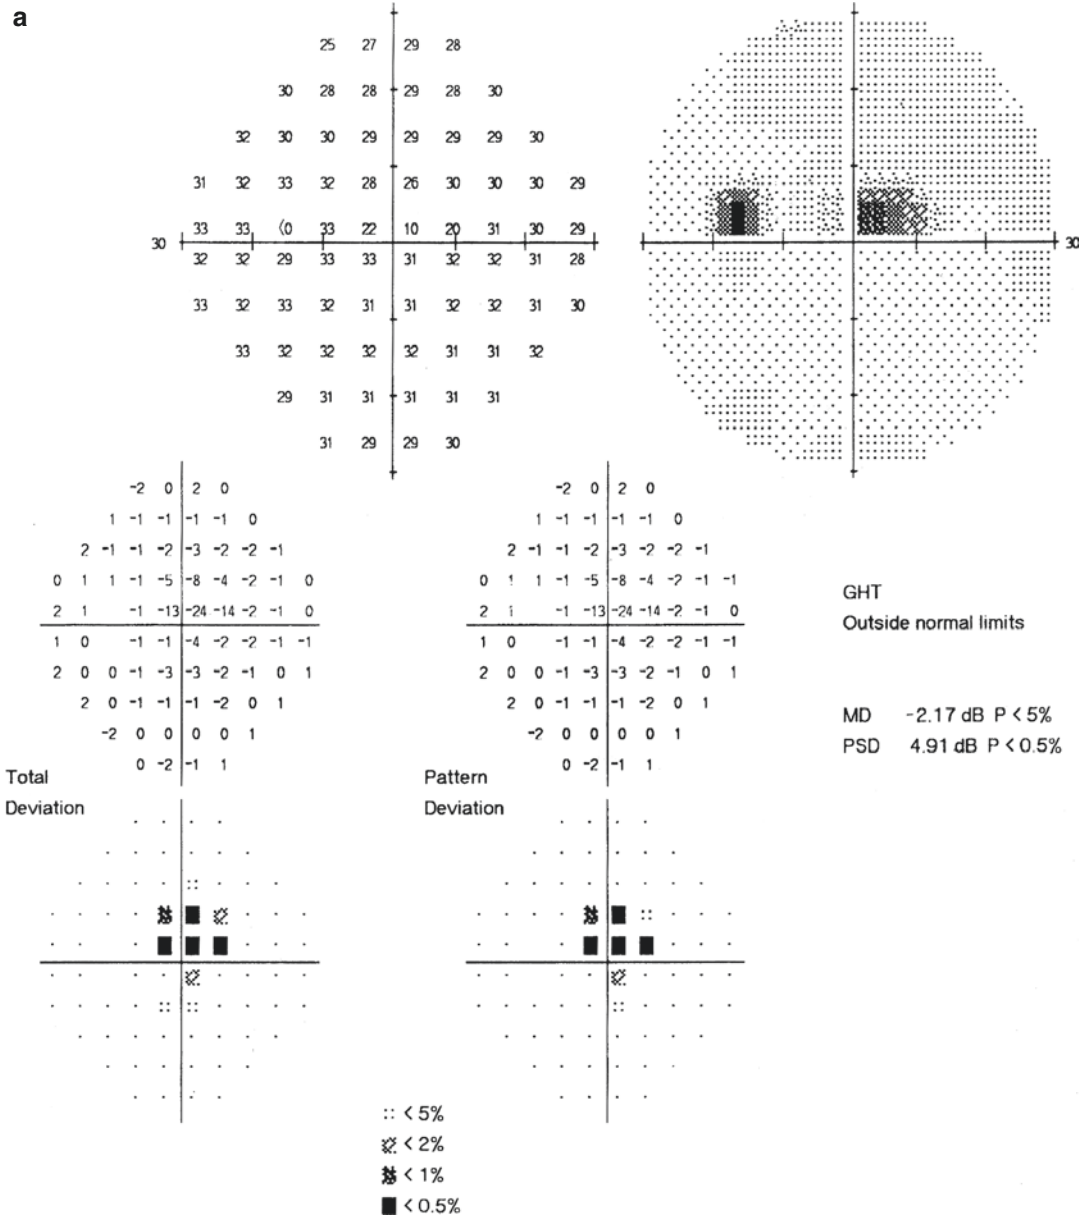 a
25 27 29 28
30 28 28 29 28 30
32 30 30 29 29 29 29 30
31 32 33 32 28 26 30 30 30 29
33 33 (0 33 22 10 20 31 30 29
30
30
32 32 29 33 33 31 32 32 31 28
33 32 33 32 31 31 32 32 31 30
33 32 32 32 32 31 31 32
29 31 31 31 31 31
31 29 29 30
-2 0 2 0
1 -1 -1 -1 -1 0
2 -1 -1 -2 -3 -2 -2 -1
0 1 1 -1 -5 -8 -4 -2 -1 0
2 1 -1 -13 -24 -14 -2 -1 0
1 0 -1 -1 -4 -2 -2 -1 -1
2 0 0 -1 -3 -3 -2 -1 0 1
2 0 -1 -1 -1 -2 0 1
-2 0 0 0 0 1
0 -2 -1 1
Total
Deviation
-2 0 2 0
1 -1 -1 -1 -1 0
2 -1 -1 -2 -3 -2 -2 -1
0 1 1 -1 -5 -8 -4 -2 -1 -1
2 1 -1 -13 -24 -14 -2 -1 0
1 0 -1 -1 -4 -2 -2 -1 -1
2 0 0 -1 -3 -3 -2 -1 0 1
2 0 -1 -1 -1 -2 0 1
-2 0 0 0 0 1
0 -2 -1 1
Pattern
Deviation
GHT
Outside normal limits
MD -2.17 dB P < 5%
PSD 4.91 dB P < 0.5%
< 5%
< 2%
< 1%
< 0.5%